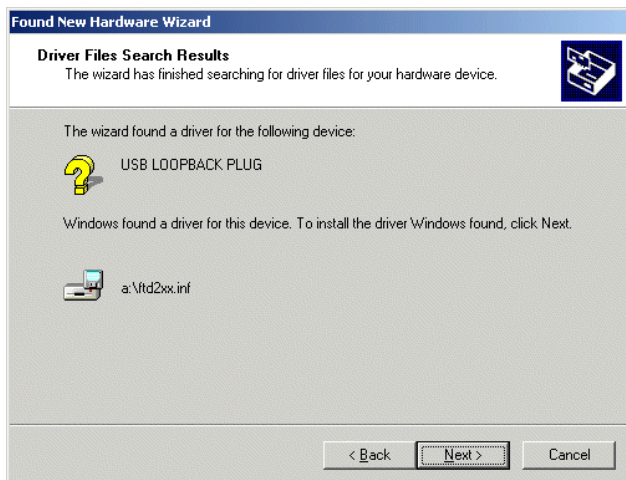 Found New Hardware Wizard
Driver Files Search Results
The wizard has finished searching for driver files for your hardware device.
The wizard found a driver for the following device:
USB LOOPBACK PLUG
Windows found a driver for this device. To install the driver Windows found, click Next.
a:\ftd2xx.inf
< Back Next > Cancel